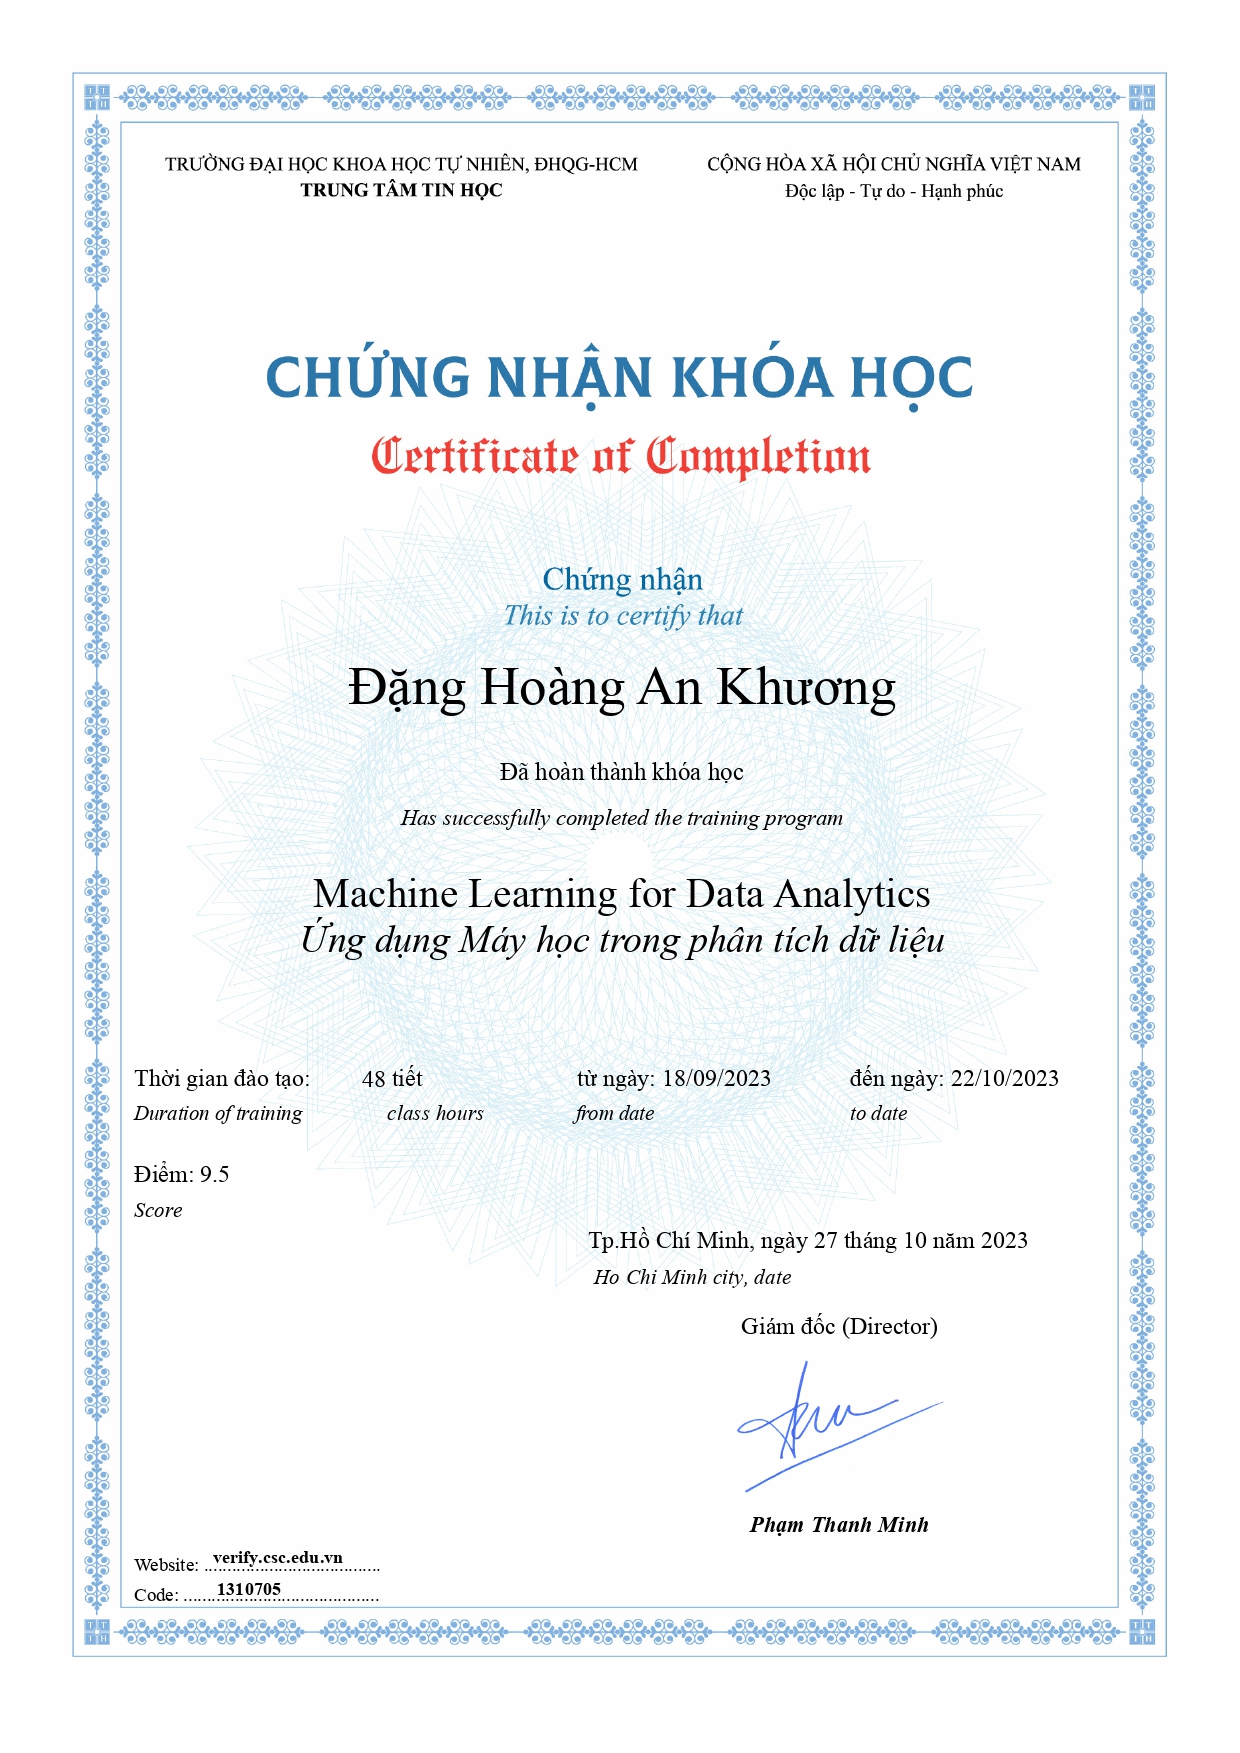 TRƯỜNG ĐẠI HỌC KHOA HỌC TỰ NHIÊN, ĐHQG-HCM
TRUNG TÂM TIN HỌC
CỘNG HÒA XÃ HỘI CHỦ NGHĨA VIỆT NAM
Độc lập - Tự do - Hạnh phúc
CHỨNG NHẬN KHÓA HỌC
Certificate of Completion
Chứng nhận
This is to certify that
Đặng Hoàng An Khương
Đã hoàn thành khóa học
Has successfully completed the training program
Machine Learning for Data Analytics
Ứng dụng Máy học trong phân tích dữ liệu
Thời gian đào tạo: 48 tiết từ ngày: 18/09/2023 đến ngày: 22/10/2023
Duration of training class hours from date to date
Điểm: 9.5
Score
Tp.Hồ Chí Minh, ngày 27 tháng 10 năm 2023
Ho Chi Minh city, date
Giám đốc (Director)
Phạm Thanh Minh
Website: verify.csc.edu.vn
Code: 1310705